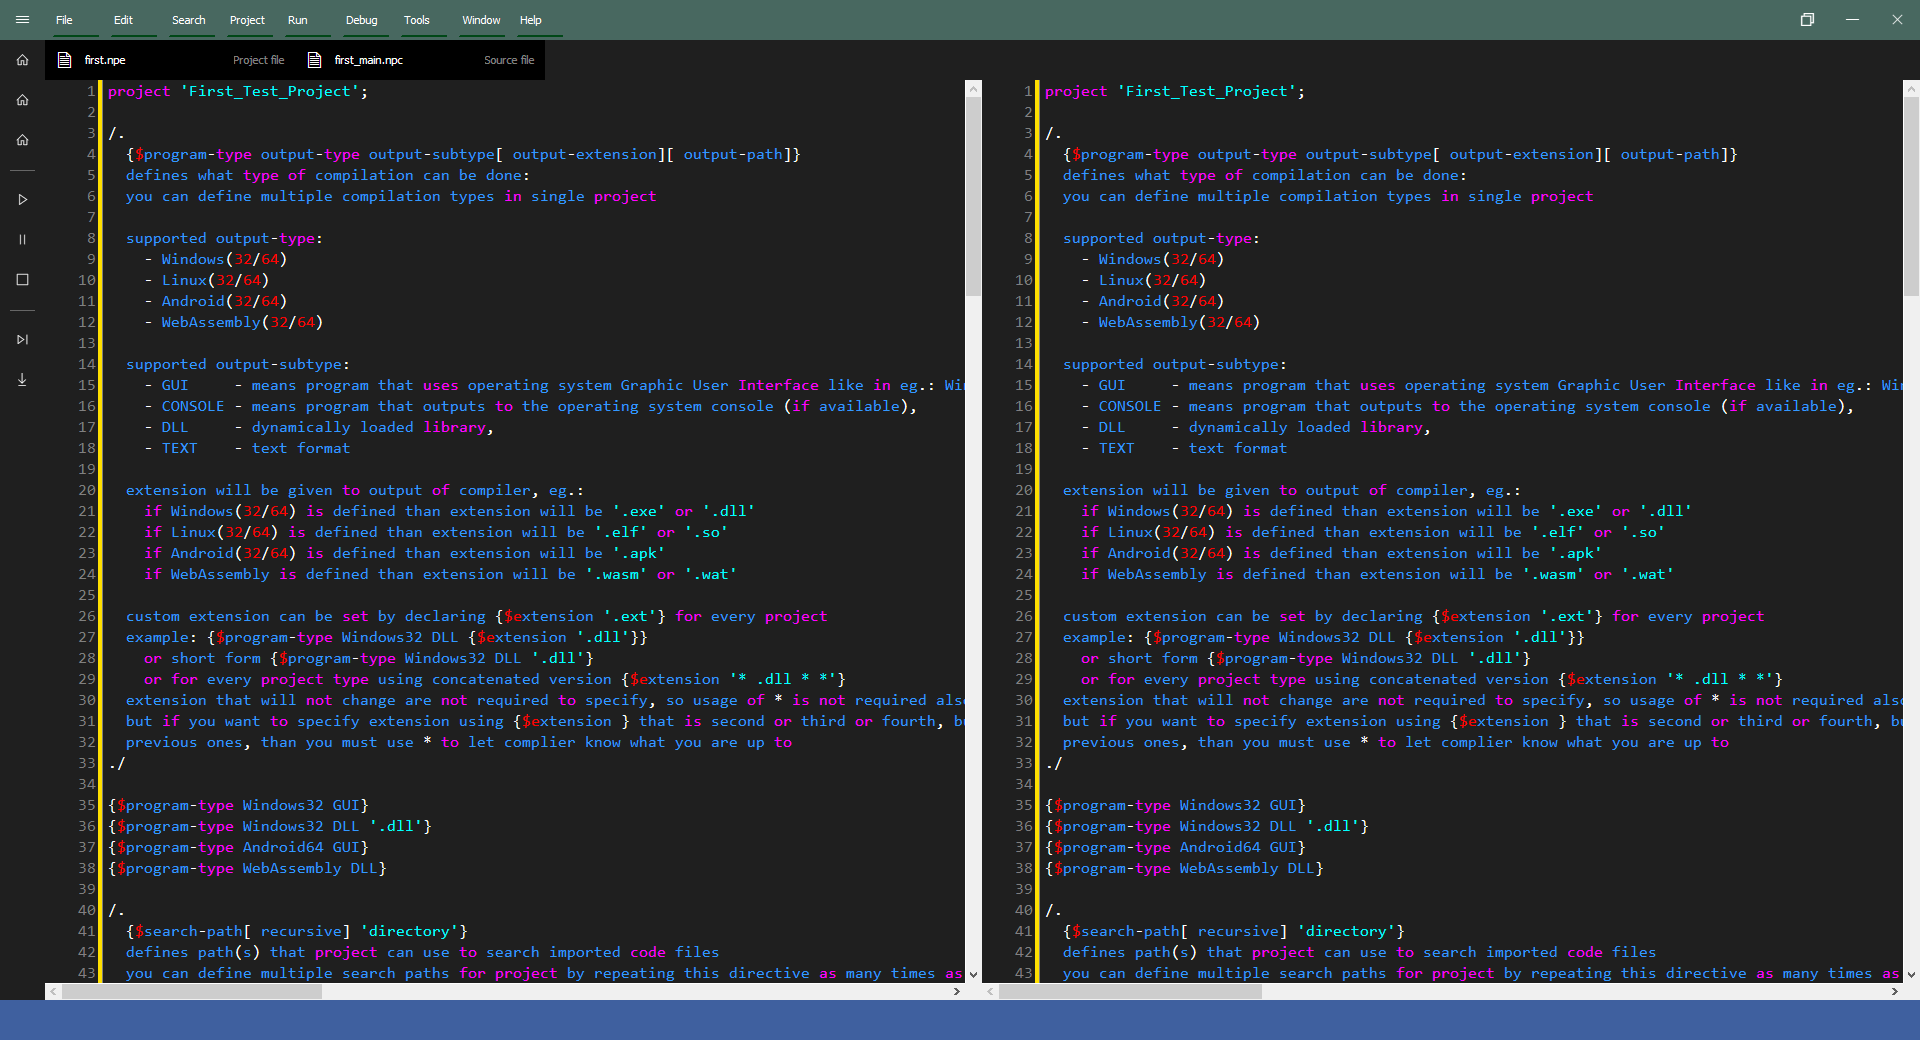 File Edit Search Project Run Debug Tools Window Help
first.npe Project file first_main.npc Source file
1 project 'First_Test_Project';
2
3 /.
4 {$program-type output-type output-subtype[ output-extension][ output-path]}
5 defines what type of compilation can be done:
6 you can define multiple compilation types in single project
7
8 supported output-type:
9 - Windows(32/64)
10 - Linux(32/64)
11 - Android(32/64)
12 - WebAssembly(32/64)
13
14 supported output-subtype:
15 - GUI - means program that uses operating system Graphic User Interface like in eg.:
16 - CONSOLE - means program that outputs to the operating system console (if available),
17 - DLL - dynamically loaded library,
18 - TEXT - text format
19
20 extension will be given to output of compiler, eg.:
21 if Windows(32/64) is defined than extension will be '.exe' or '.dll'
22 if Linux(32/64) is defined than extension will be '.elf' or '.so'
23 if Android(32/64) is defined than extension will be '.apk'
24 if WebAssembly is defined than extension will be '.wasm' or '.wat'
25
26 custom extension can be set by declaring {$extension '.ext'} for every project
27 example: {$program-type Windows32 DLL {$extension '.dll'}}
28 or short form {$program-type Windows32 DLL '.dll'}
29 or for every project type using concatenated version {$extension '* .dll * *'}
30 extension that will not change are not required to specify, so usage of * is not required also
31 but if you want to specify extension using {$extension } that is second or third or fourth,
32 previous ones, than you must use * to let complier know what you are up to
33 ./
34
35 {$program-type Windows32 GUI}
36 {$program-type Windows32 DLL '.dll'}
37 {$program-type Android64 GUI}
38 {$program-type WebAssembly DLL}
39
40 /.
41 {$search-path[ recursive] 'directory'}
42 defines path(s) that project can use to search imported code files
43 you can define multiple search paths for project by repeating this directive as many times as
1 project 'First_Test_Project';
2
3 /.
4 {$program-type output-type output-subtype[ output-extension][ output-path]}
5 defines what type of compilation can be done:
6 you can define multiple compilation types in single project
7
8 supported output-type:
9 - Windows(32/64)
10 - Linux(32/64)
11 - Android(32/64)
12 - WebAssembly(32/64)
13
14 supported output-subtype:
15 - GUI - means program that uses operating system Graphic User Interface like in eg.:
16 - CONSOLE - means program that outputs to the operating system console (if available),
17 - DLL - dynamically loaded library,
18 - TEXT - text format
19
20 extension will be given to output of compiler, eg.:
21 if Windows(32/64) is defined than extension will be '.exe' or '.dll'
22 if Linux(32/64) is defined than extension will be '.elf' or '.so'
23 if Android(32/64) is defined than extension will be '.apk'
24 if WebAssembly is defined than extension will be '.wasm' or '.wat'
25
26 custom extension can be set by declaring {$extension '.ext'} for every project
27 example: {$program-type Windows32 DLL {$extension '.dll'}}
28 or short form {$program-type Windows32 DLL '.dll'}
29 or for every project type using concatenated version {$extension '* .dll * *'}
30 extension that will not change are not required to specify, so usage of * is not required also
31 but if you want to specify extension using {$extension } that is second or third or fourth,
32 previous ones, than you must use * to let complier know what you are up to
33 ./
34
35 {$program-type Windows32 GUI}
36 {$program-type Windows32 DLL '.dll'}
37 {$program-type Android64 GUI}
38 {$program-type WebAssembly DLL}
39
40 /.
41 {$search-path[ recursive] 'directory'}
42 defines path(s) that project can use to search imported code files
43 you can define multiple search paths for project by repeating this directive as many times as